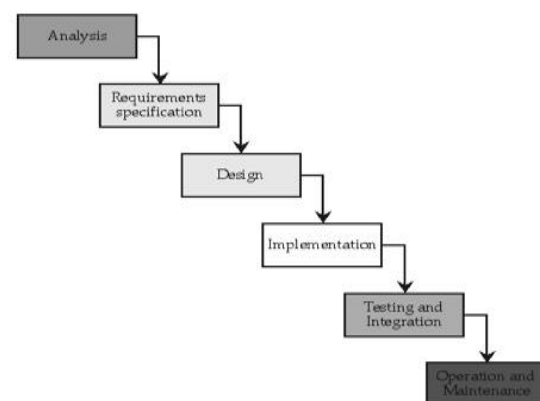 Analysis
Requirements
specification
Design
Implementation
Testing and
Integration
Operation and
Maintenance